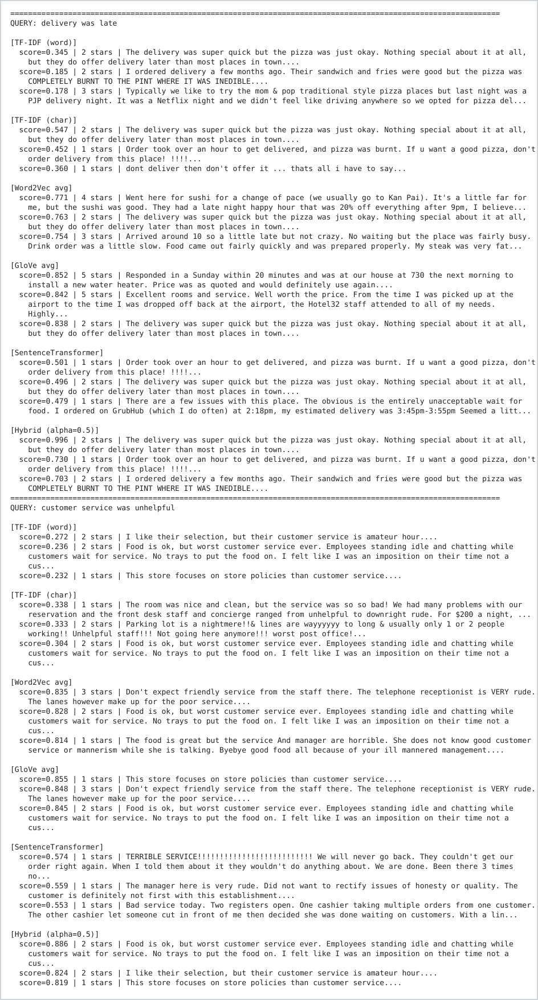 ==============================================================================================================
QUERY: delivery was late

[TF-IDF (word)]
  score=0.345 | 2 stars | The delivery was super quick but the pizza was just okay. Nothing special about it at all,
    but they do offer delivery later than most places in town....
  score=0.185 | 2 stars | I ordered delivery a few months ago. Their sandwich and fries were good but the pizza was
    COMPLETELY BURNT TO THE PINT WHERE IT WAS INEDIBLE....
  score=0.178 | 3 stars | Typically we like to try the mom & pop traditional style pizza places but last night was a
    PJP delivery night. It was a Netflix night and we didn't feel like driving anywhere so we opted for pizza del...

[TF-IDF (char)]
  score=0.547 | 2 stars | The delivery was super quick but the pizza was just okay. Nothing special about it at all,
    but they do offer delivery later than most places in town....
  score=0.452 | 1 stars | Order took over an hour to get delivered, and pizza was burnt. If u want a good pizza, don't
    order delivery from this place! !!!!...
  score=0.360 | 1 stars | dont deliver then don't offer it ... thats all i have to say...

[Word2Vec avg]
  score=0.771 | 4 stars | Went here for sushi for a change of pace (we usually go to Kan Pai). It's a little far for
    me, but the sushi was good. They had a late night happy hour that was 20% off everything after 9pm, I believe...
  score=0.763 | 2 stars | The delivery was super quick but the pizza was just okay. Nothing special about it at all,
    but they do offer delivery later than most places in town....
  score=0.754 | 3 stars | Arrived around 10 so a little late but not crazy. No waiting but the place was fairly busy.
    Drink order was a little slow. Food came out fairly quickly and was prepared properly. My steak was very fat...

[GloVe avg]
  score=0.852 | 5 stars | Responded in a Sunday within 20 minutes and was at our house at 730 the next morning to
    install a new water heater. Price was as quoted and would definitely use again....
  score=0.842 | 5 stars | Excellent rooms and service. Well worth the price. From the time I was picked up at the
    airport to the time I was dropped off back at the airport, the Hotel32 staff attended to all of my needs.
    Highly...
  score=0.838 | 2 stars | The delivery was super quick but the pizza was just okay. Nothing special about it at all,
    but they do offer delivery later than most places in town....

[SentenceTransformer]
  score=0.501 | 1 stars | Order took over an hour to get delivered, and pizza was burnt. If u want a good pizza, don't
    order delivery from this place! !!!!...
  score=0.496 | 2 stars | The delivery was super quick but the pizza was just okay. Nothing special about it at all,
    but they do offer delivery later than most places in town....
  score=0.479 | 1 stars | There are a few issues with this place. The obvious is the entirely unacceptable wait for
    food. I ordered on GrubHub (which I do often) at 2:18pm, my estimated delivery was 3:45pm-3:55pm Seemed a litt...

[Hybrid (alpha=0.5)]
  score=0.996 | 2 stars | The delivery was super quick but the pizza was just okay. Nothing special about it at all,
    but they do offer delivery later than most places in town....
  score=0.730 | 1 stars | Order took over an hour to get delivered, and pizza was burnt. If u want a good pizza, don't
    order delivery from this place! !!!!...
  score=0.703 | 2 stars | I ordered delivery a few months ago. Their sandwich and fries were good but the pizza was
    COMPLETELY BURNT TO THE PINT WHERE IT WAS INEDIBLE....
==============================================================================================================
QUERY: customer service was unhelpful

[TF-IDF (word)]
  score=0.272 | 2 stars | I like their selection, but their customer service is amateur hour....
  score=0.236 | 2 stars | Food is ok, but worst customer service ever. Employees standing idle and chatting while
    customers wait for service. No trays to put the food on. I felt like I was an imposition on their time not a
    cus...
  score=0.232 | 1 stars | This store focuses on store policies than customer service....

[TF-IDF (char)]
  score=0.338 | 1 stars | The room was nice and clean, but the service was so so bad! We had many problems with our
    reservation and the front desk staff and concierge ranged from unhelpful to downright rude. For $200 a night, ...
  score=0.333 | 2 stars | Parking lot is a nightmere!!& lines are wayyyyyy to long & usually only 1 or 2 people
    working!! Unhelpful staff!!! Not going here anymore!!! worst post office!...
  score=0.304 | 2 stars | Food is ok, but worst customer service ever. Employees standing idle and chatting while
    customers wait for service. No trays to put the food on. I felt like I was an imposition on their time not a
    cus...

[Word2Vec avg]
  score=0.835 | 3 stars | Don't expect friendly service from the staff there. The telephone receptionist is VERY rude.
    The lanes however make up for the poor service....
  score=0.828 | 2 stars | Food is ok, but worst customer service ever. Employees standing idle and chatting while
    customers wait for service. No trays to put the food on. I felt like I was an imposition on their time not a
    cus...
  score=0.814 | 1 stars | The food is great but the service And manager are horrible. She does not know good customer
    service or mannerism while she is talking. Byebye good food all because of your ill mannered management....

[GloVe avg]
  score=0.855 | 1 stars | This store focuses on store policies than customer service....
  score=0.848 | 3 stars | Don't expect friendly service from the staff there. The telephone receptionist is VERY rude.
    The lanes however make up for the poor service....
  score=0.845 | 2 stars | Food is ok, but worst customer service ever. Employees standing idle and chatting while
    customers wait for service. No trays to put the food on. I felt like I was an imposition on their time not a
    cus...

[SentenceTransformer]
  score=0.574 | 1 stars | TERRIBLE SERVICE!!!!!!!!!!!!!!!!!!!!!!!!!! We will never go back. They couldn't get our
    order right again. When I told them about it they wouldn't do anything about. We are done. Been there 3 times
    no...
  score=0.559 | 1 stars | The manager here is very rude. Did not want to rectify issues of honesty or quality. The
    customer is definitely not first with this establishment....
  score=0.553 | 1 stars | Bad service today. Two registers open. One cashier taking multiple orders from one customer.
    The other cashier let someone cut in front of me then decided she was done waiting on customers. With a lin...

[Hybrid (alpha=0.5)]
  score=0.886 | 2 stars | Food is ok, but worst customer service ever. Employees standing idle and chatting while
    customers wait for service. No trays to put the food on. I felt like I was an imposition on their time not a
    cus...
  score=0.824 | 2 stars | I like their selection, but their customer service is amateur hour....
  score=0.819 | 1 stars | This store focuses on store policies than customer service....